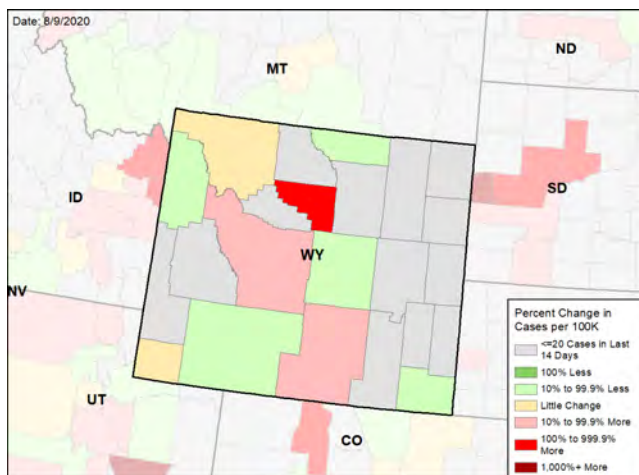 Date: 8/9/2020
ND
MT
ID
SD
WY
NV
UT
CO
Percent Change in
Cases per 100K
<=20 Cases in Last
14 Days
100% Less
10% to 99.9% Less
Little Change
10% to 99.9% More
100% to 999.9%
More
1,000%+ More